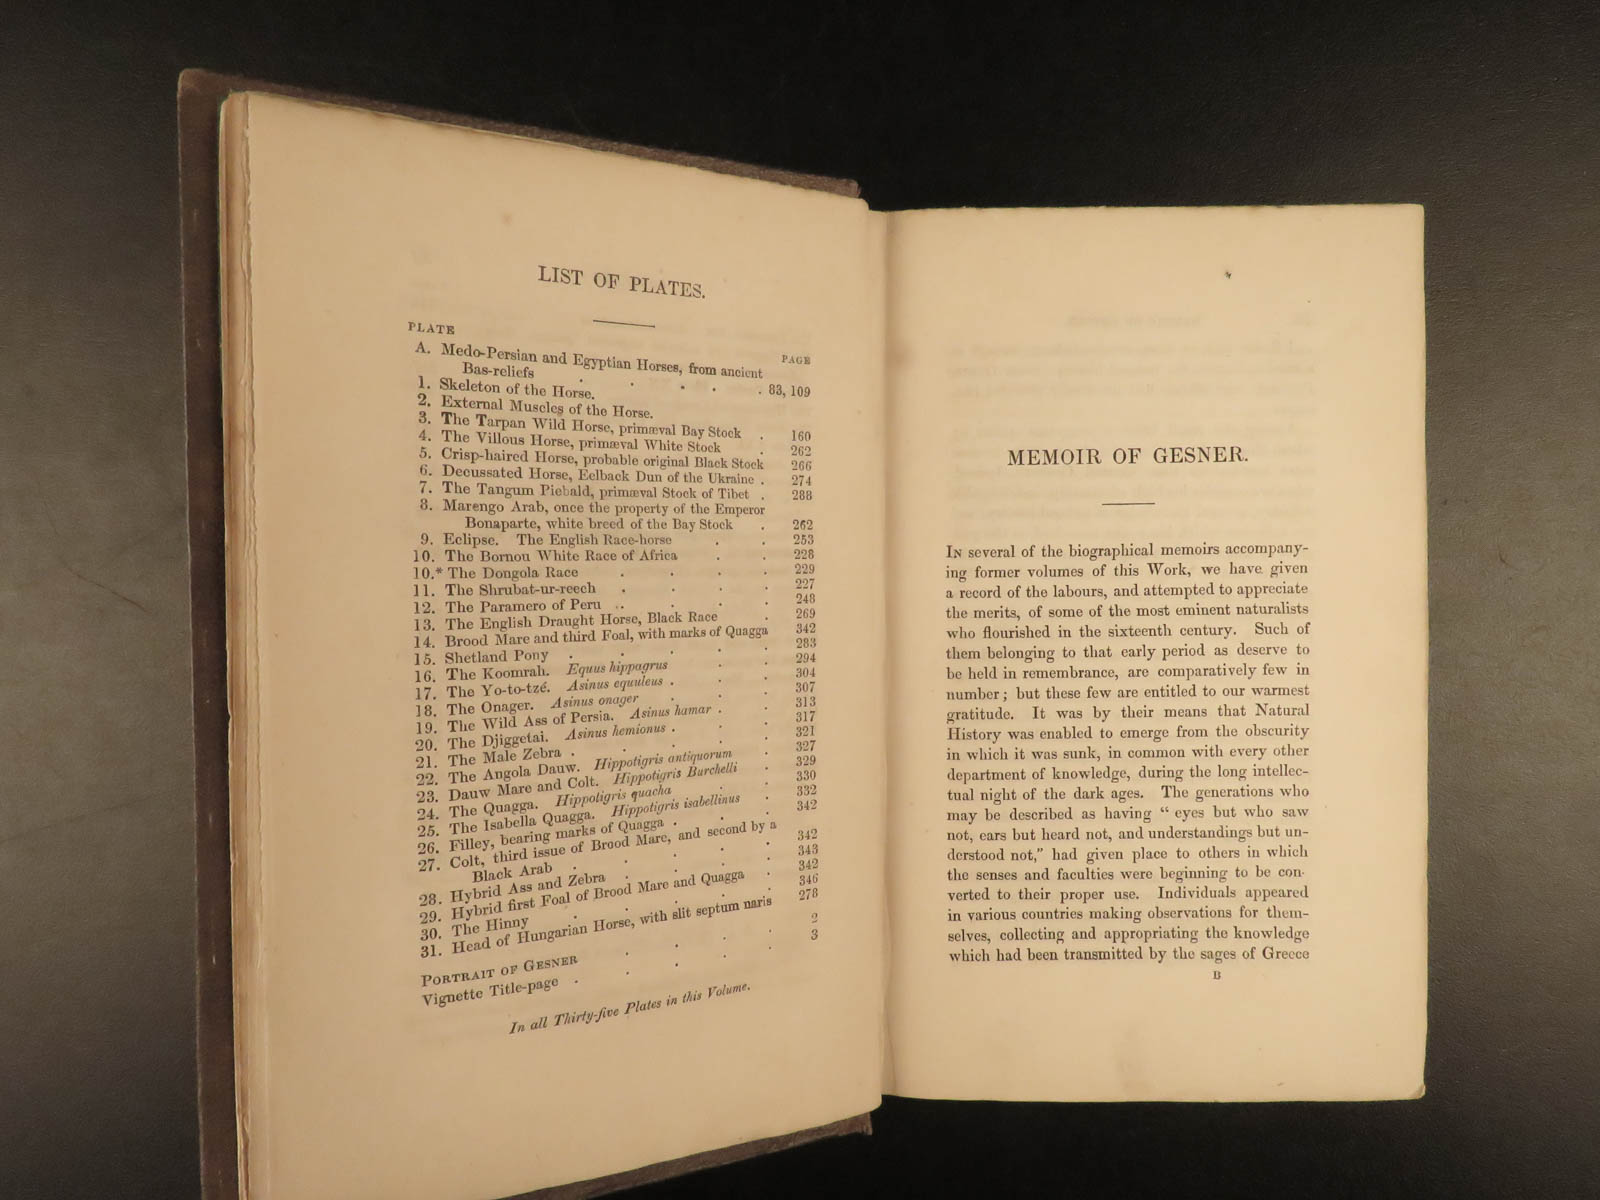 LIST OF PLATES.
PLATE
PAGE
A. Medo-Persian and Egyptian Horses, from ancient
Bas-reliefs . . . . . 83, 109
1. Skeleton of the Horse.
2. External Muscles of the Horse.
3. The Tarpan Wild Horse, primæval Bay Stock . 160
4. The Villous Horse, primæval White Stock . 262
5. Crisp-haired Horse, probable original Black Stock 266
6. Decussated Horse, Eelback Dun of the Ukraine . 274
7. The Tangum Piebald, primæval Stock of Tibet . 288
8. Marengo Arab, once the property of the Emperor
Bonaparte, white breed of the Bay Stock . 262
9. Eclipse. The English Race-horse . . 253
10. The Bornou White Race of Africa . . 228
10.* The Dongola Race . . . . 229
11. The Shrubat-ur-reech . . . . 227
12. The Paramero of Peru . . . . 248
13. The English Draught Horse, Black Race . 269
14. Brood Mare and third Foal, with marks of Quagga 342
15. Shetland Pony . . . . . 283
16. The Koomrah. Equus hippagrus . . 294
17. The Yo-to-tzé. Asinus equuleus . . . 304
18. The Onager. Asinus onager . . . 307
19. The Wild Ass of Persia. Asinus hamar . . 313
20. The Djiggetai. Asinus hemionus . . . 317
21. The Male Zebra . . . . . 321
22. The Angola Dauw. Hippotigris antiquorum . 327
23. Dauw Mare and Colt. Hippotigris Burchelli . 329
24. The Quagga. Hippotigris quacha . . 330
25. The Isabella Quagga. Hippotigris isabellinus . 332
26. Filley, bearing marks of Quagga . . . 342
27. Colt, third issue of Brood Mare, and second by a
Black Arab . . . . . 342
28. Hybrid Ass and Zebra . . . . 343
29. Hybrid first Foal of Brood Mare and Quagga . 342
30. The Hinny . . . . . 346
31. Head of Hungarian Horse, with slit septum naris 278
PORTRAIT OF GESNER . . . . 2
Vignette Title-page . . . . 3
In all Thirty-five Plates in this Volume.
MEMOIR OF GESNER.
IN several of the biographical memoirs accompany-
ing former volumes of this Work, we have given
a record of the labours, and attempted to appreciate
the merits, of some of the most eminent naturalists
who flourished in the sixteenth century. Such of
them belonging to that early period as deserve to
be held in remembrance, are comparatively few in
number; but these few are entitled to our warmest
gratitude. It was by their means that Natural
History was enabled to emerge from the obscurity
in which it was sunk, in common with every other
department of knowledge, during the long intellec-
tual night of the dark ages. The generations who
may be described as having “ eyes but who saw
not, ears but heard not, and understandings but un-
derstood not,” had given place to others in which
the senses and faculties were beginning to be con-
verted to their proper use. Individuals appeared
in various countries making observations for them-
selves, collecting and appropriating the knowledge
which had been transmitted by the sages of Greece
B